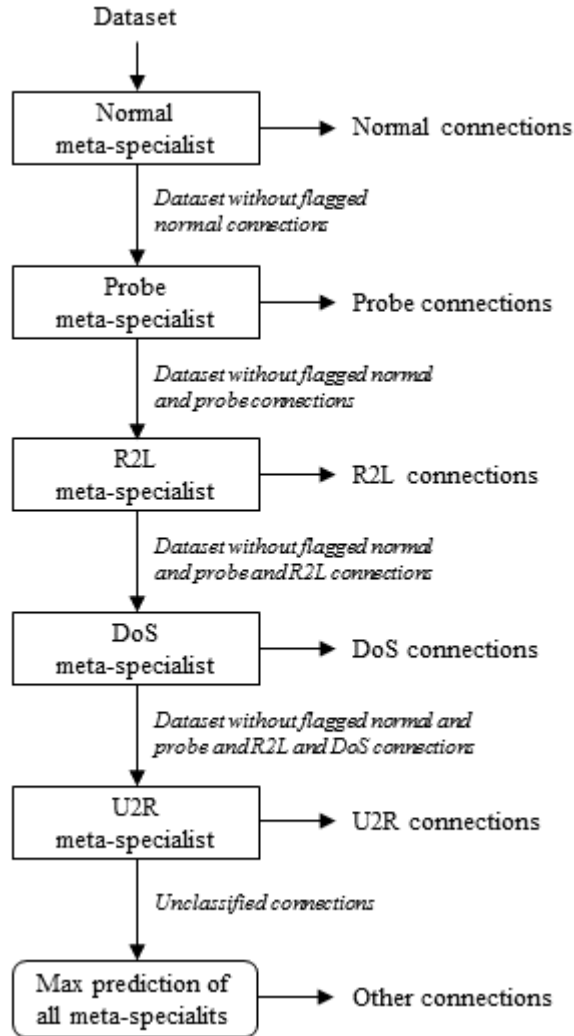 Dataset
Normal
meta-specialist
Normal connections
Dataset without flagged
normal connections
Probe
meta-specialist
Probe connections
Dataset without flagged normal
and probe connections
R2L
meta-specialist
R2L connections
Dataset without flagged normal
and probe and R2L connections
DoS
meta-specialist
DoS connections
Dataset without flagged normal and
probe and R2L and DoS connections
U2R
meta-specialist
U2R connections
Unclassified connections
Max prediction of
all meta-specialits
Other connections